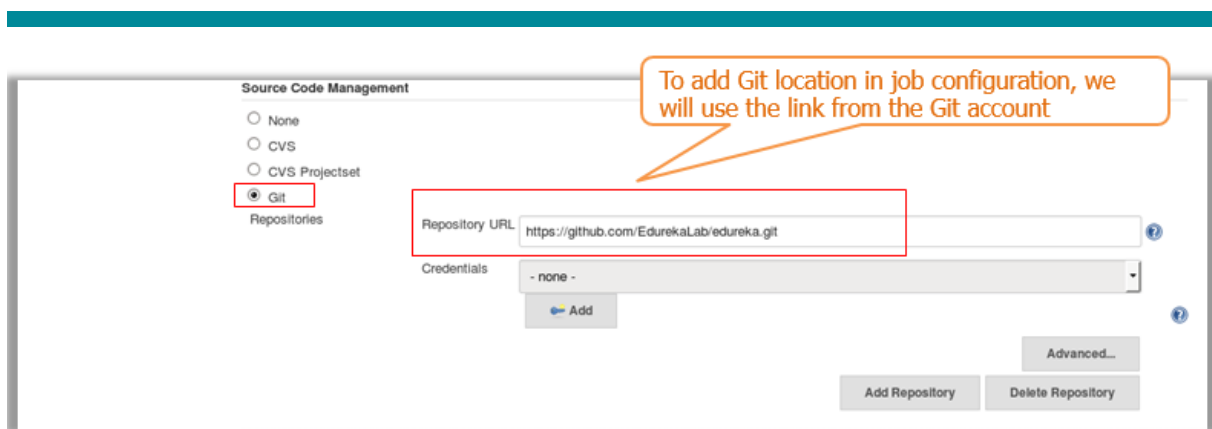 To add Git location in job configuration, we
will use the link from the Git account
Source Code Management
None
CVS
CVS Projectset
Git
Repositories
Repository URL
https://github.com/EdurekaLab/edureka.git
Credentials
- none -
Add
Advanced...
Add Repository
Delete Repository